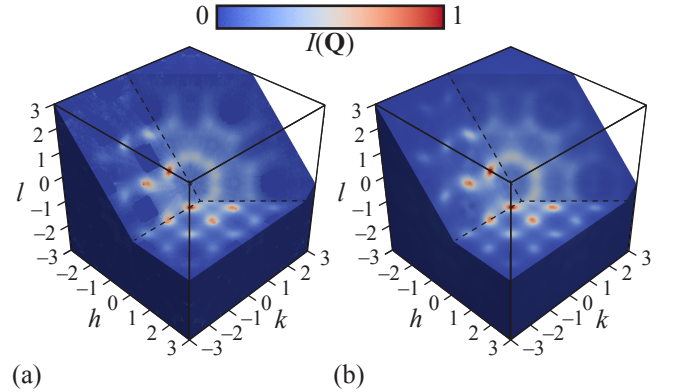 0 1
I(Q)
3 3
2 2
1 1
l 0 l 0
−1 −1
−2 −2
−3 −3
−3 3 −3 3
−2 2 −2 2
−1 1 −1 1
0 0 0 0
h 1 −1 k h 1 −1 k
2 −2 2 −2
3 −3 3 −3
(a) (b)